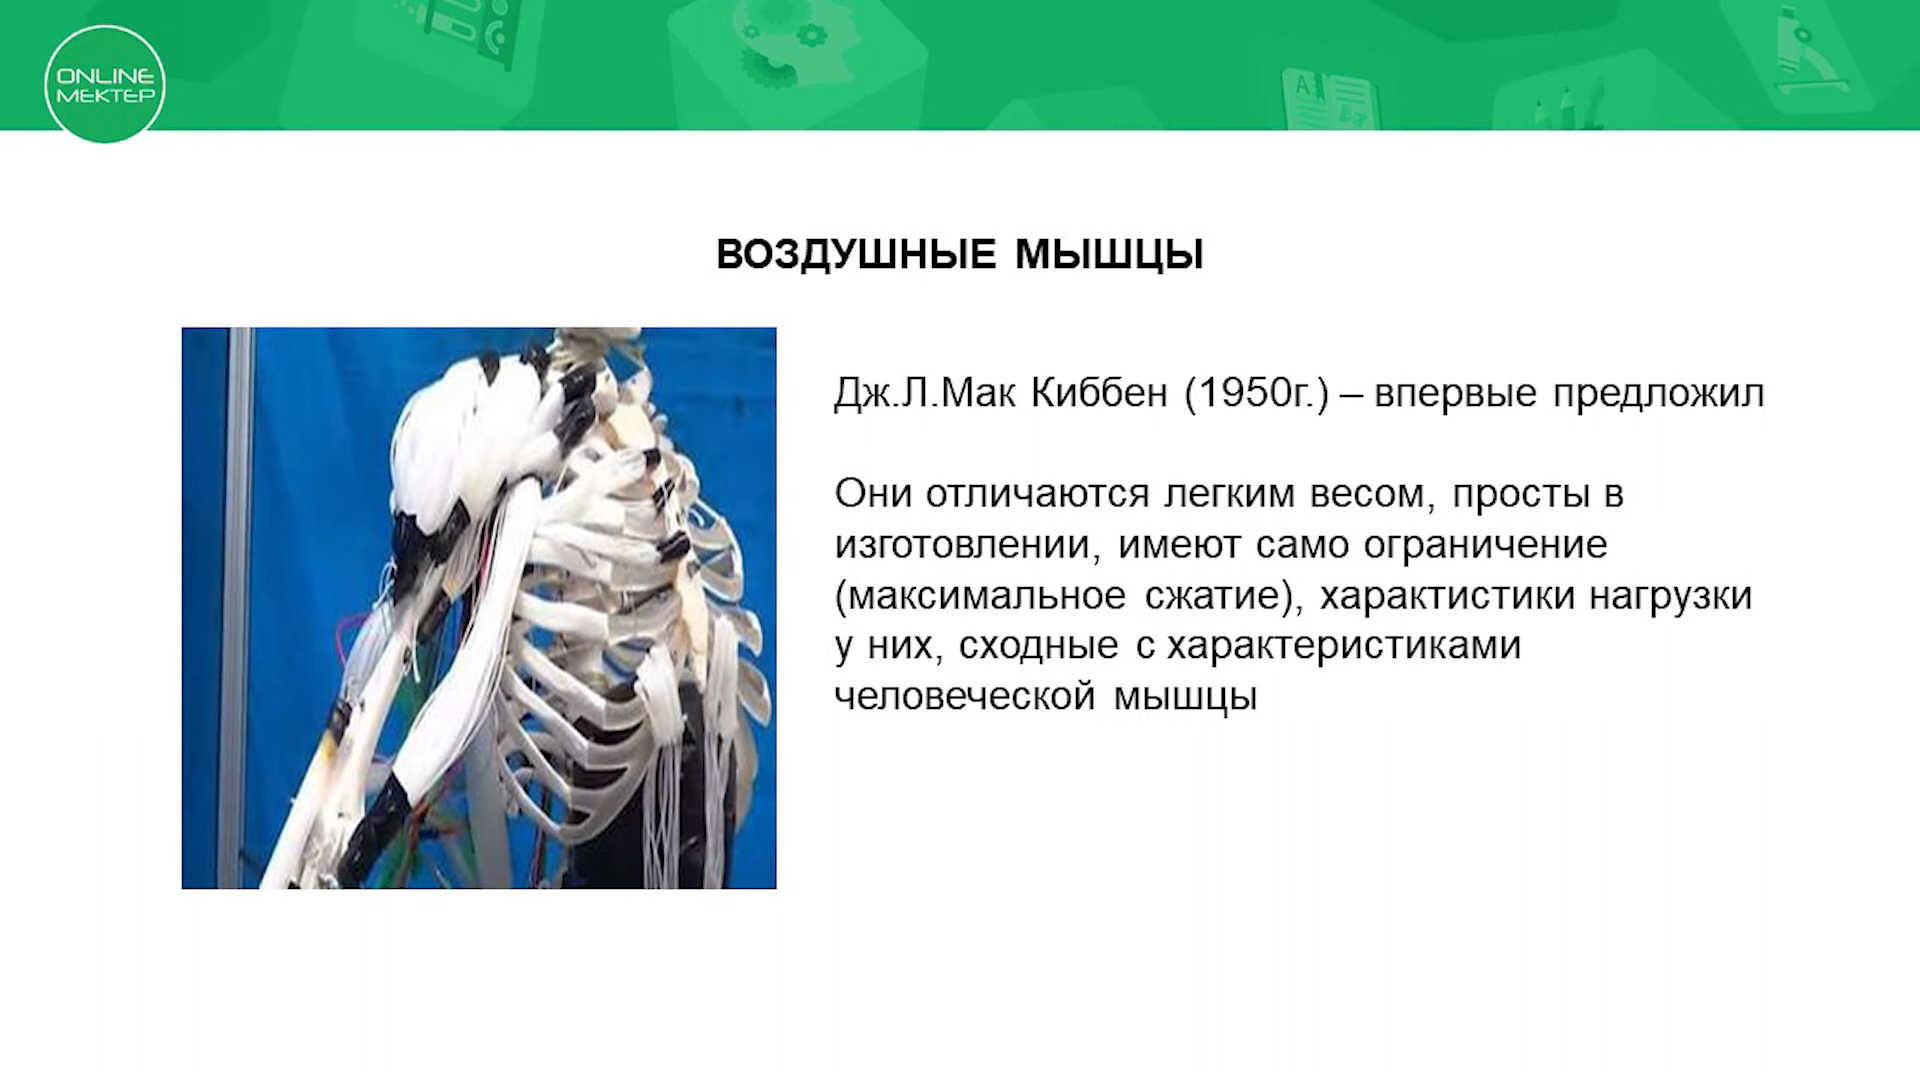 ONLINE
МЕКТЕР
ВОЗДУШНЫЕ МЫШЦЫ
Дж.Л.Мак Киббен (1950г.) – впервые предложил
Они отличаются легким весом, просты в
изготовлении, имеют само ограничение
(максимальное сжатие), характистики нагрузки
у них, сходные с характеристиками
человеческой мышцы